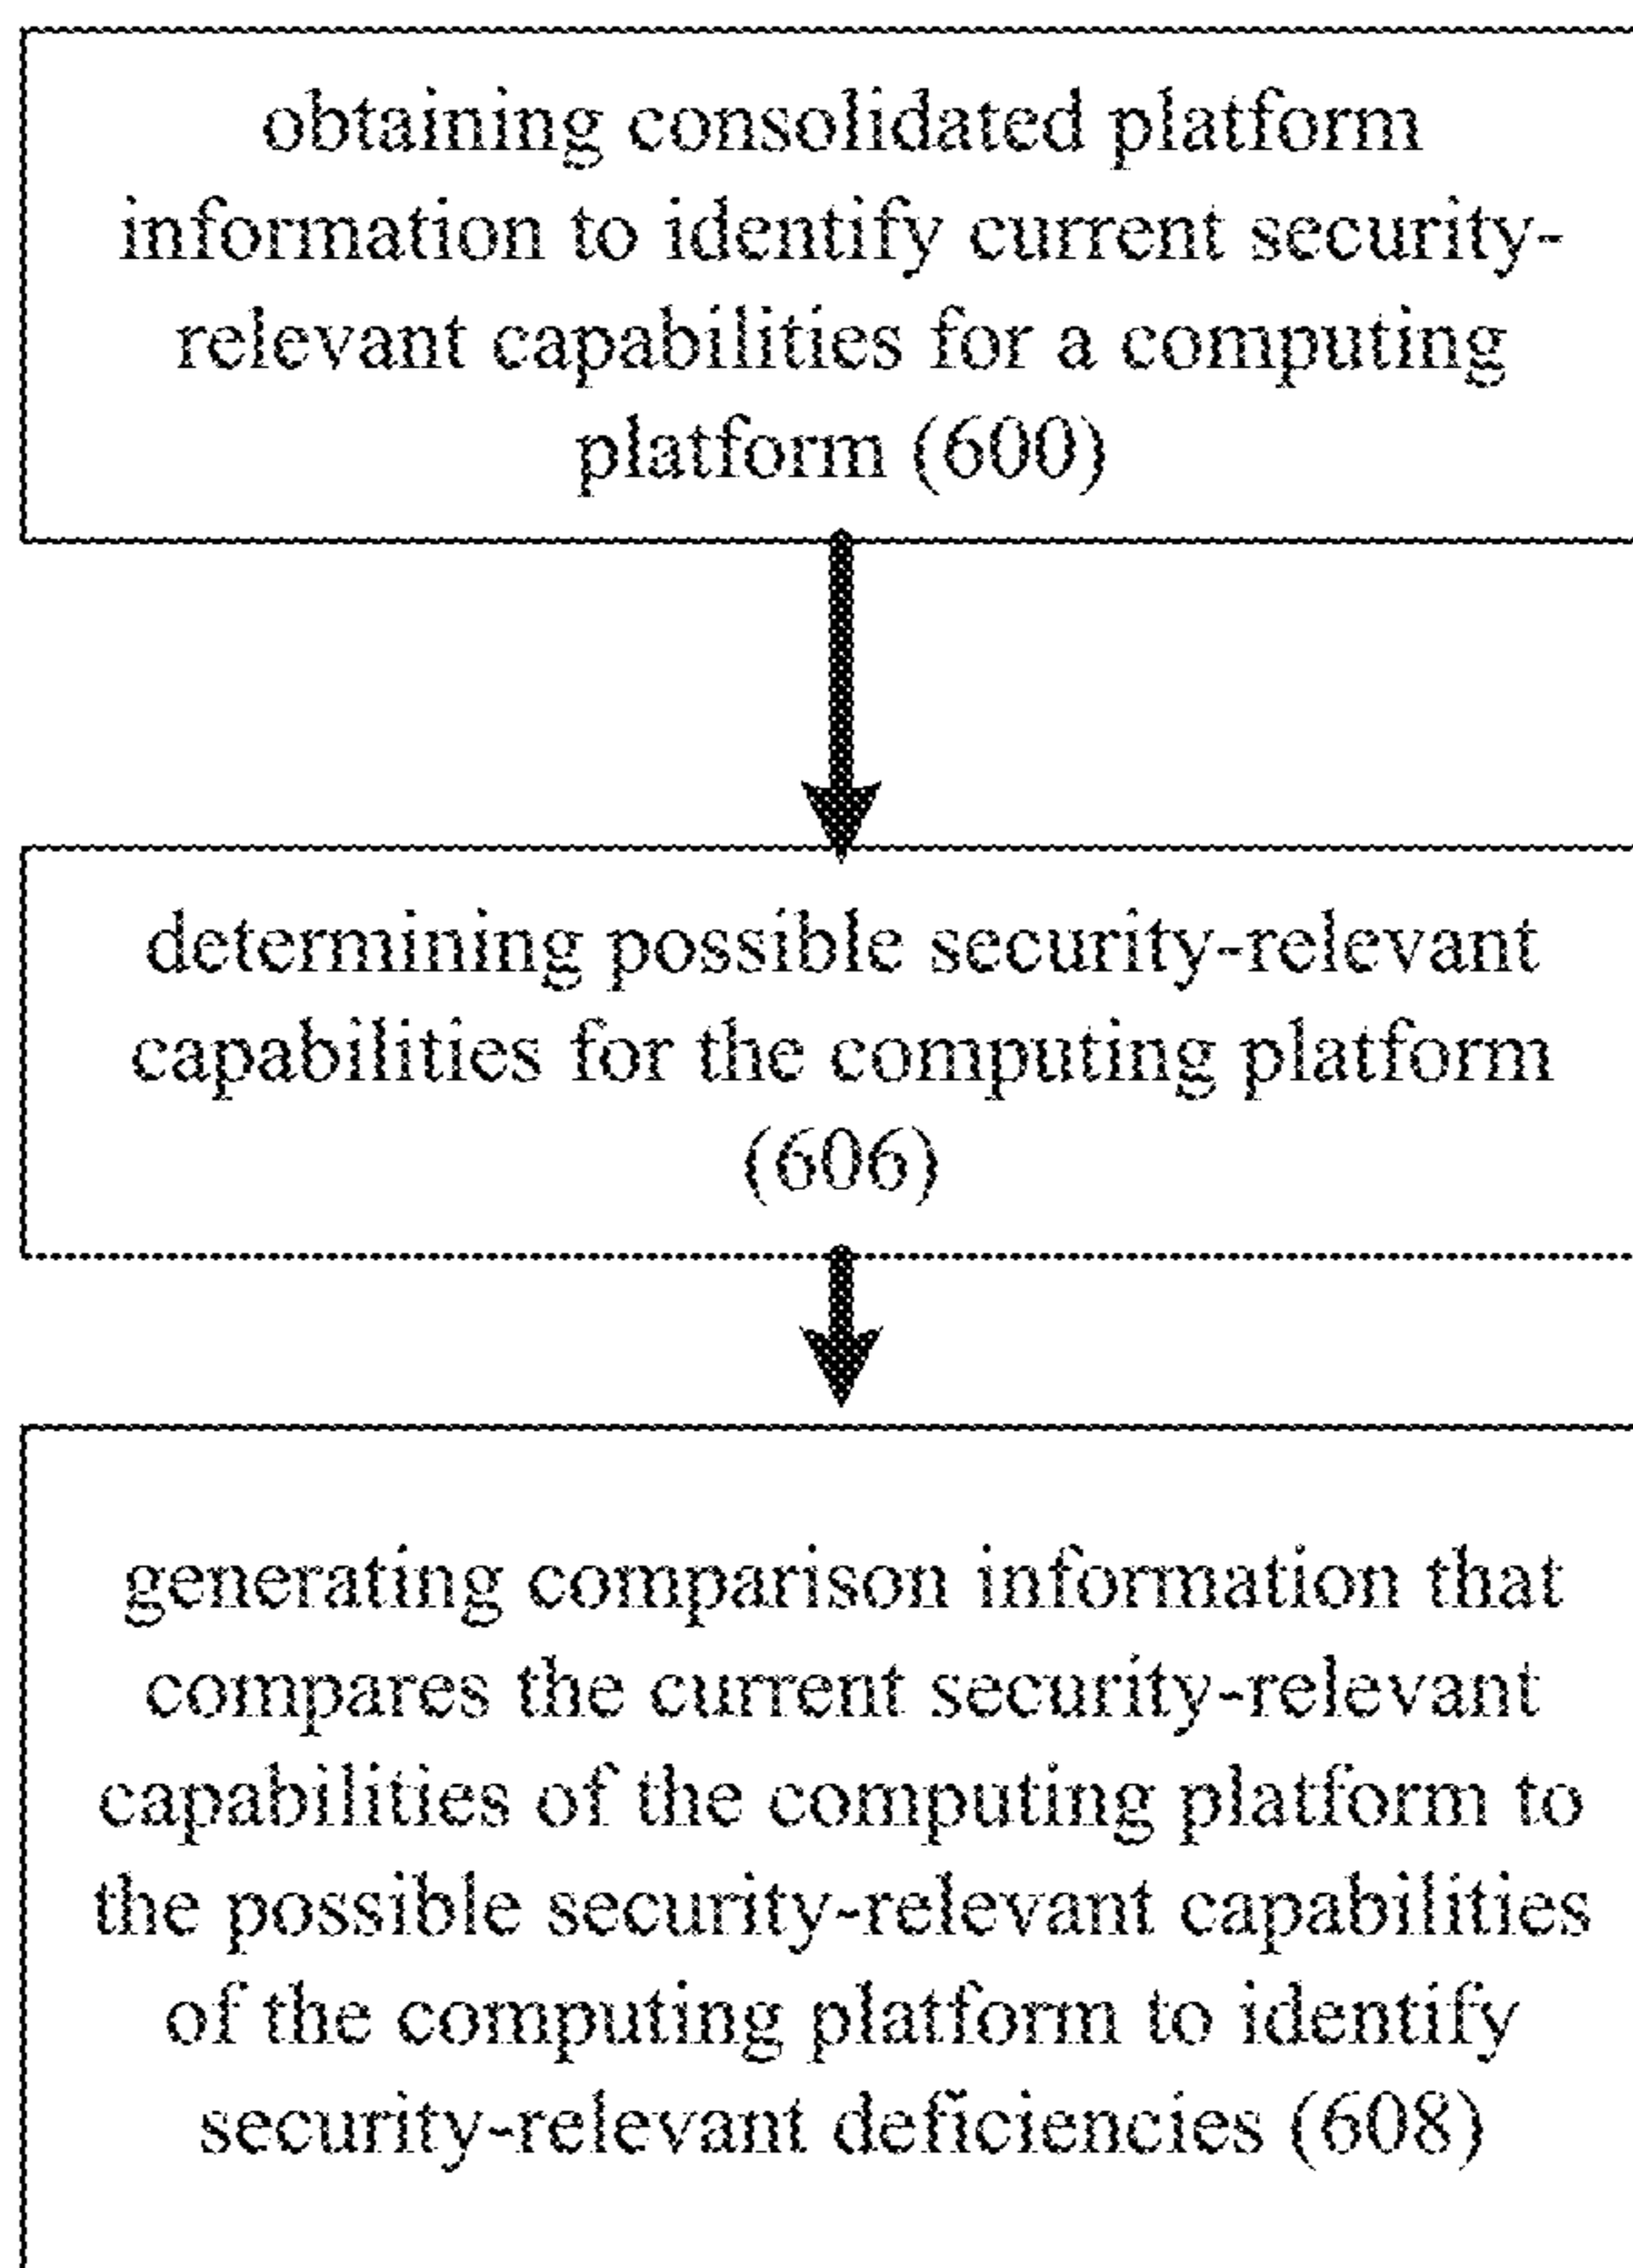 obtaining consolidated platform
information to identify current security-
relevant capabilities for a computing
platform (600)
determining possible security-relevant
capabilities for the computing platform
(606)
generating comparison information that
compares the current security-relevant
capabilities of the computing platform to
the possible security-relevant capabilities
of the computing platform to identify
security-relevant deficiencies (608)